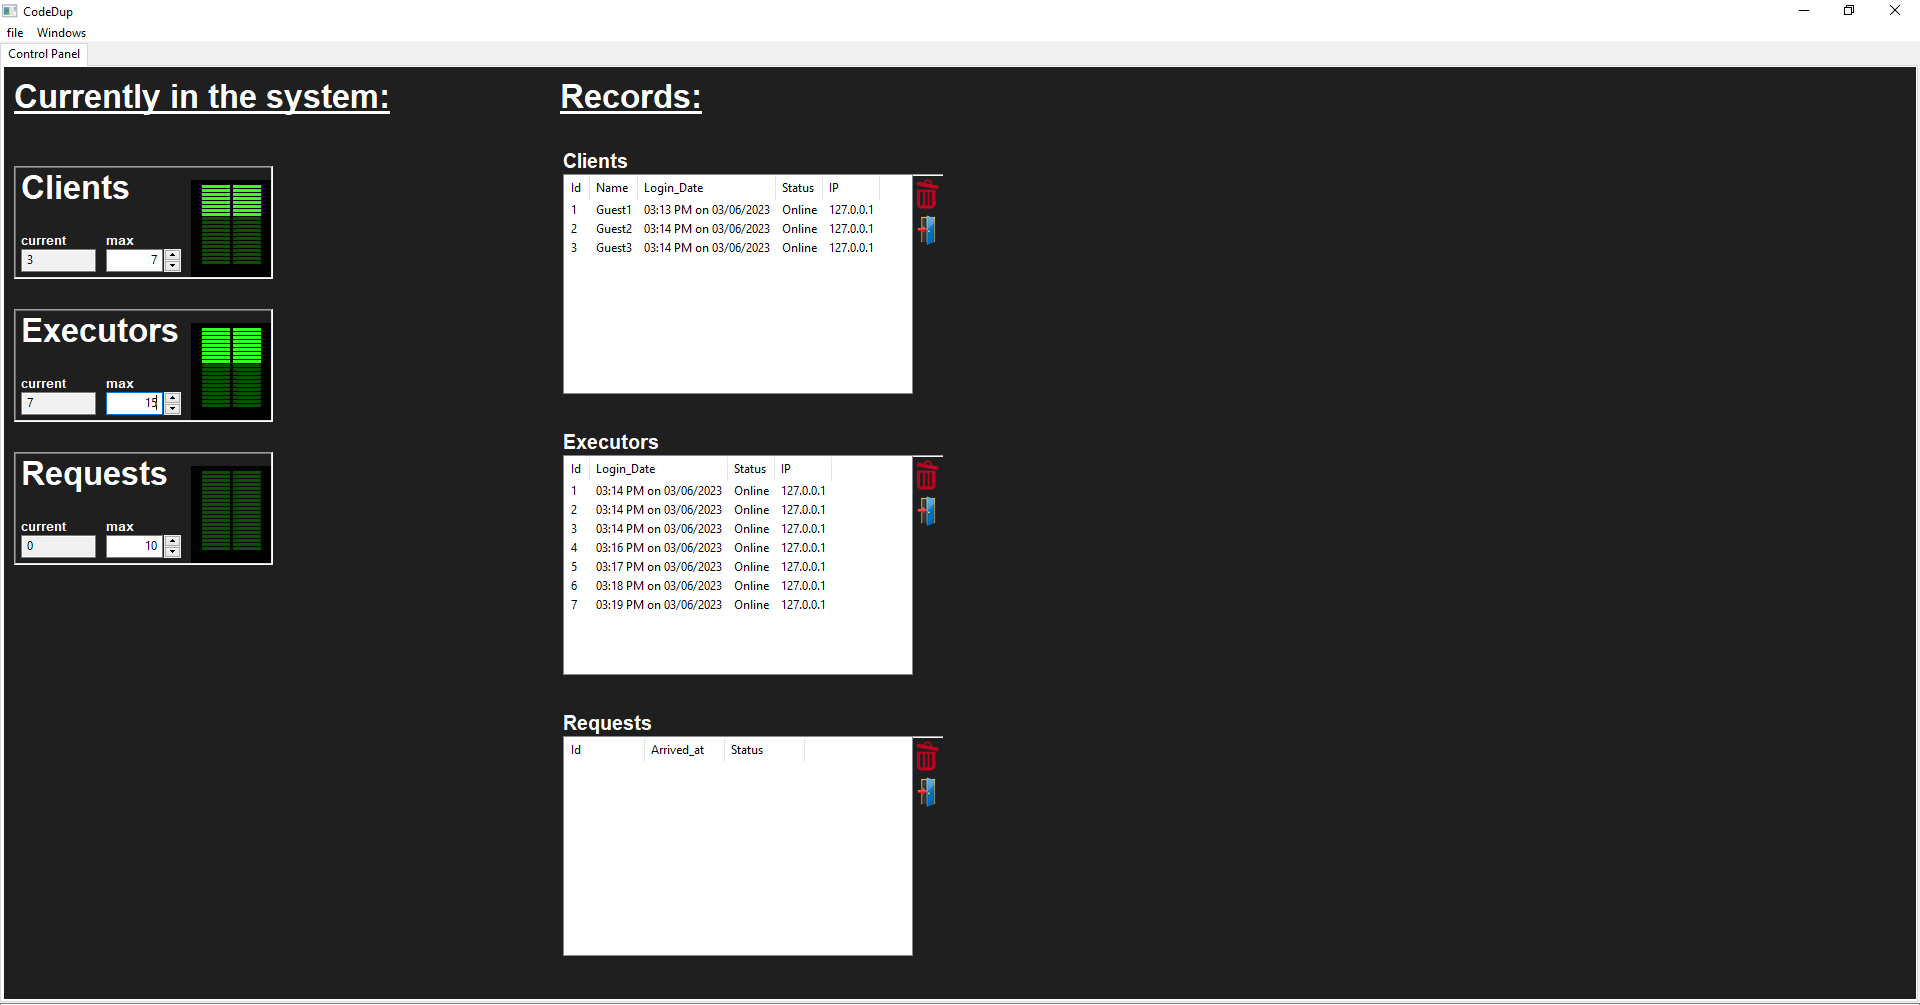 CodeDup
file Windows
Control Panel
Currently in the system:
Clients
current max
3 7
Executors
current max
7 15
Requests
current max
0 10
Records:
Clients
Id Name Login_Date Status IP
1 Guest1 03:13 PM on 03/06/2023 Online 127.0.0.1
2 Guest2 03:14 PM on 03/06/2023 Online 127.0.0.1
3 Guest3 03:14 PM on 03/06/2023 Online 127.0.0.1
Executors
Id Login_Date Status IP
1 03:14 PM on 03/06/2023 Online 127.0.0.1
2 03:14 PM on 03/06/2023 Online 127.0.0.1
3 03:14 PM on 03/06/2023 Online 127.0.0.1
4 03:16 PM on 03/06/2023 Online 127.0.0.1
5 03:17 PM on 03/06/2023 Online 127.0.0.1
6 03:18 PM on 03/06/2023 Online 127.0.0.1
7 03:19 PM on 03/06/2023 Online 127.0.0.1
Requests
Id Arrived_at Status